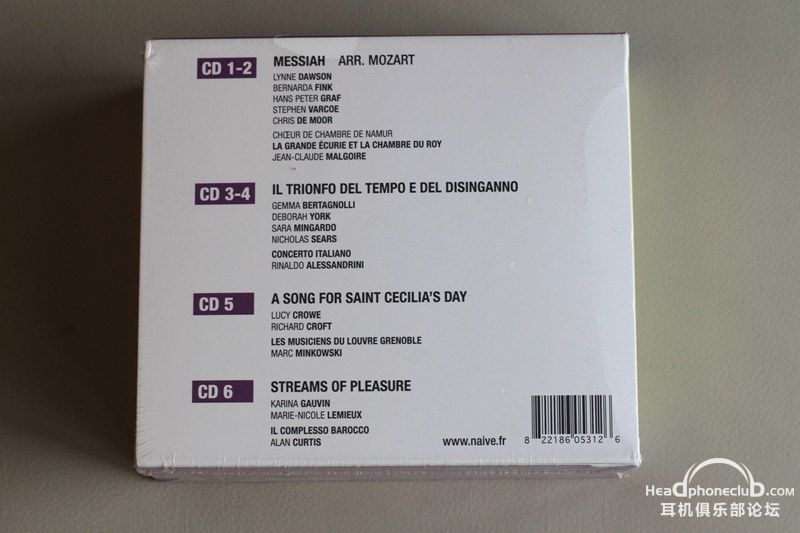 CD 1-2
MESSIAH ARR. MOZART
LYNNE DAWSON
BERNARDA FINK
HANS PETER GRAF
STEPHEN VARCOE
CHRIS DE MOOR
CHŒUR DE CHAMBRE DE NAMUR
LA GRANDE ÉCURIE ET LA CHAMBRE DU ROY
JEAN-CLAUDE MALGOIRE
CD 3-4
IL TRIONFO DEL TEMPO E DEL DISINGANNO
GEMMA BERTAGNOLLI
DEBORAH YORK
SARA MINGARDO
NICHOLAS SEARS
CONCERTO ITALIANO
RINALDO ALESSANDRINI
CD 5
A SONG FOR SAINT CECILIA'S DAY
LUCY CROWE
RICHARD CROFT
LES MUSICIENS DU LOUVRE GRENOBLE
MARC MINKOWSKI
CD 6
STREAMS OF PLEASURE
KARINA GAUVIN
MARIE-NICOLE LEMIEUX
IL COMPLESSO BAROCCO
ALAN CURTIS
www.naive.fr
8 22186 05312 6
Headphoneclub.com
耳机俱乐部论坛